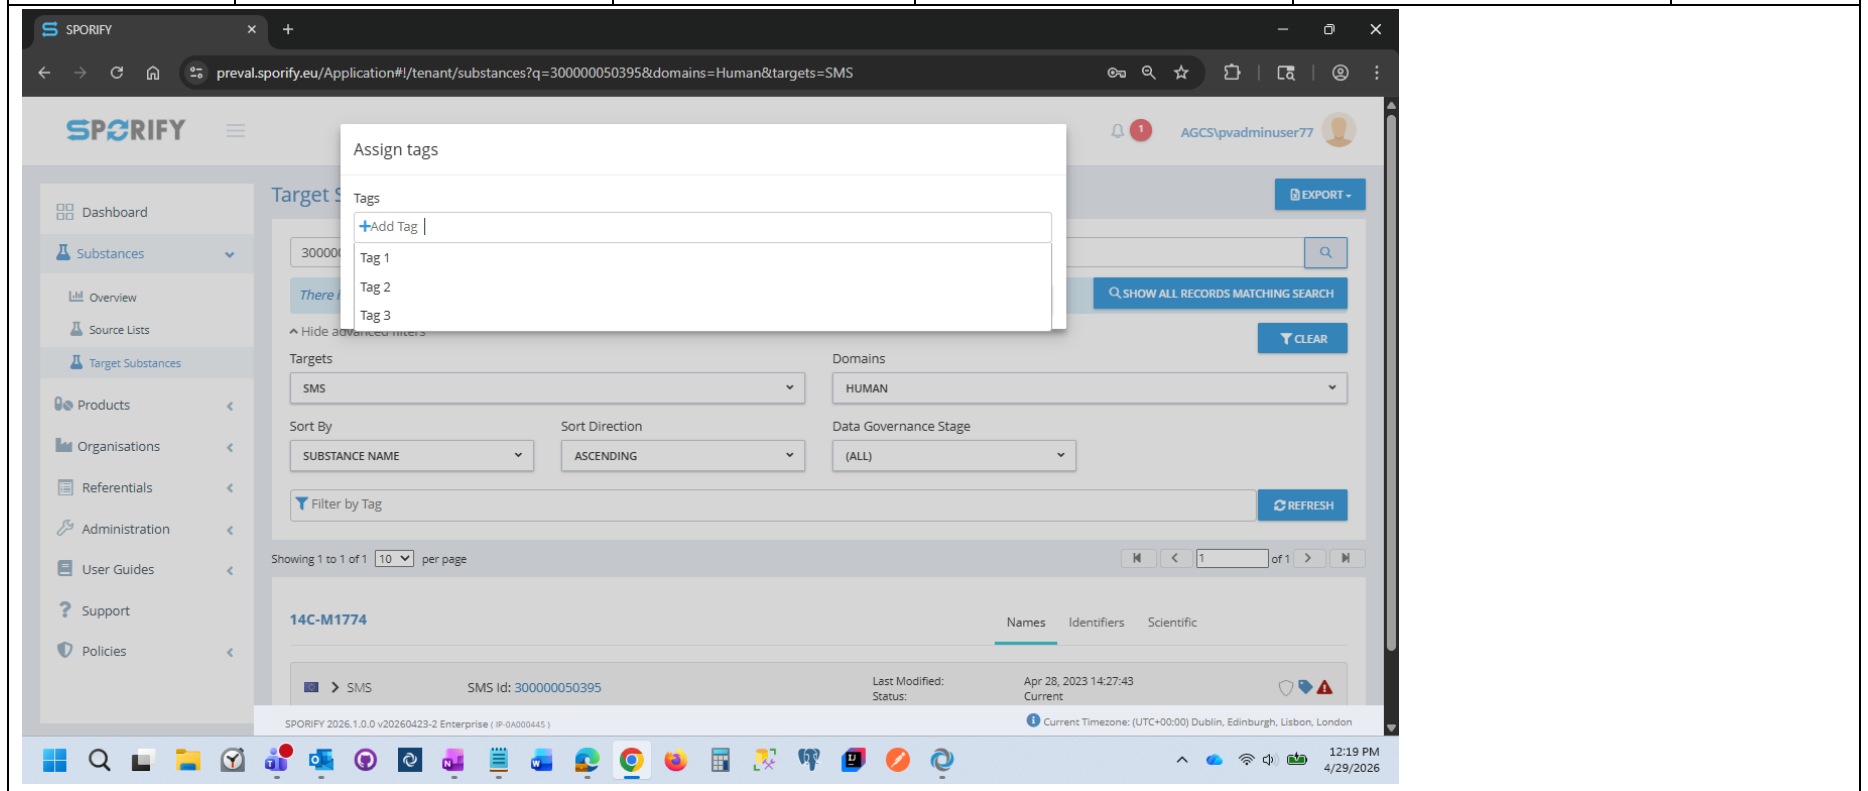 SPORIFY
preval.sporify.eu/Application#!/tenant/substances?q=300000050395&domains=Human&targets=SMS
SPORIFY
1
AGCS\pvadminuser77
Assign tags
Tags
Add Tag
Tag 1
Tag 2
Tag 3
Dashboard
Substances
Overview
Source Lists
Target Substances
Products
Organisations
Referentials
Administration
User Guides
Support
Policies
Target S
EXPORT
30000
There i
SHOW ALL RECORDS MATCHING SEARCH
Hide advanced filters
CLEAR
Targets
Domains
SMS
HUMAN
Sort By
Sort Direction
Data Governance Stage
SUBSTANCE NAME
ASCENDING
(ALL)
Filter by Tag
REFRESH
Showing 1 to 1 of 1 10 per page
1 of 1
14C-M1774
Names Identifiers Scientific
SMS
SMS Id: 300000050395
Last Modified: Apr 28, 2023 14:27:43
Status: Current
SPORIFY 2026.1.0.0 v20260423-2 Enterprise ( IP-0A000445 )
Current Timezone: (UTC+00:00) Dublin, Edinburgh, Lisbon, London
12:19 PM
4/29/2026